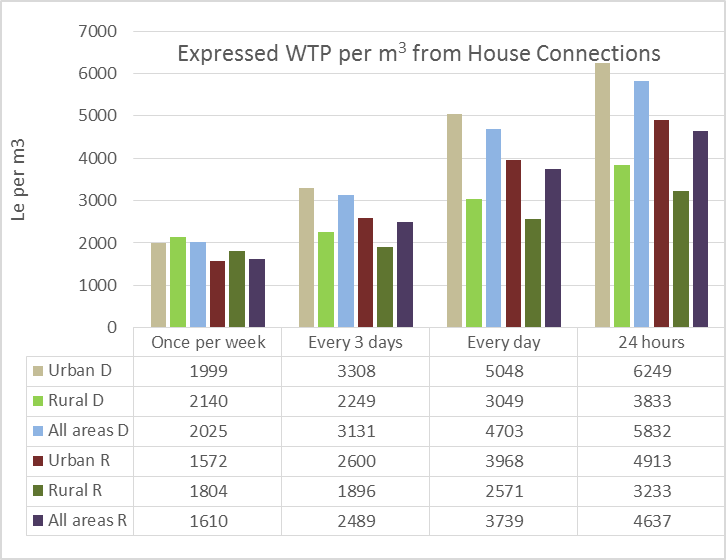 Expressed WTP per m³ from House Connections
Le per m3
7000
6000
5000
4000
3000
2000
1000
0
Once per week Every 3 days Every day 24 hours
Urban D 1999 3308 5048 6249
Rural D 2140 2249 3049 3833
All areas D 2025 3131 4703 5832
Urban R 1572 2600 3968 4913
Rural R 1804 1896 2571 3233
All areas R 1610 2489 3739 4637